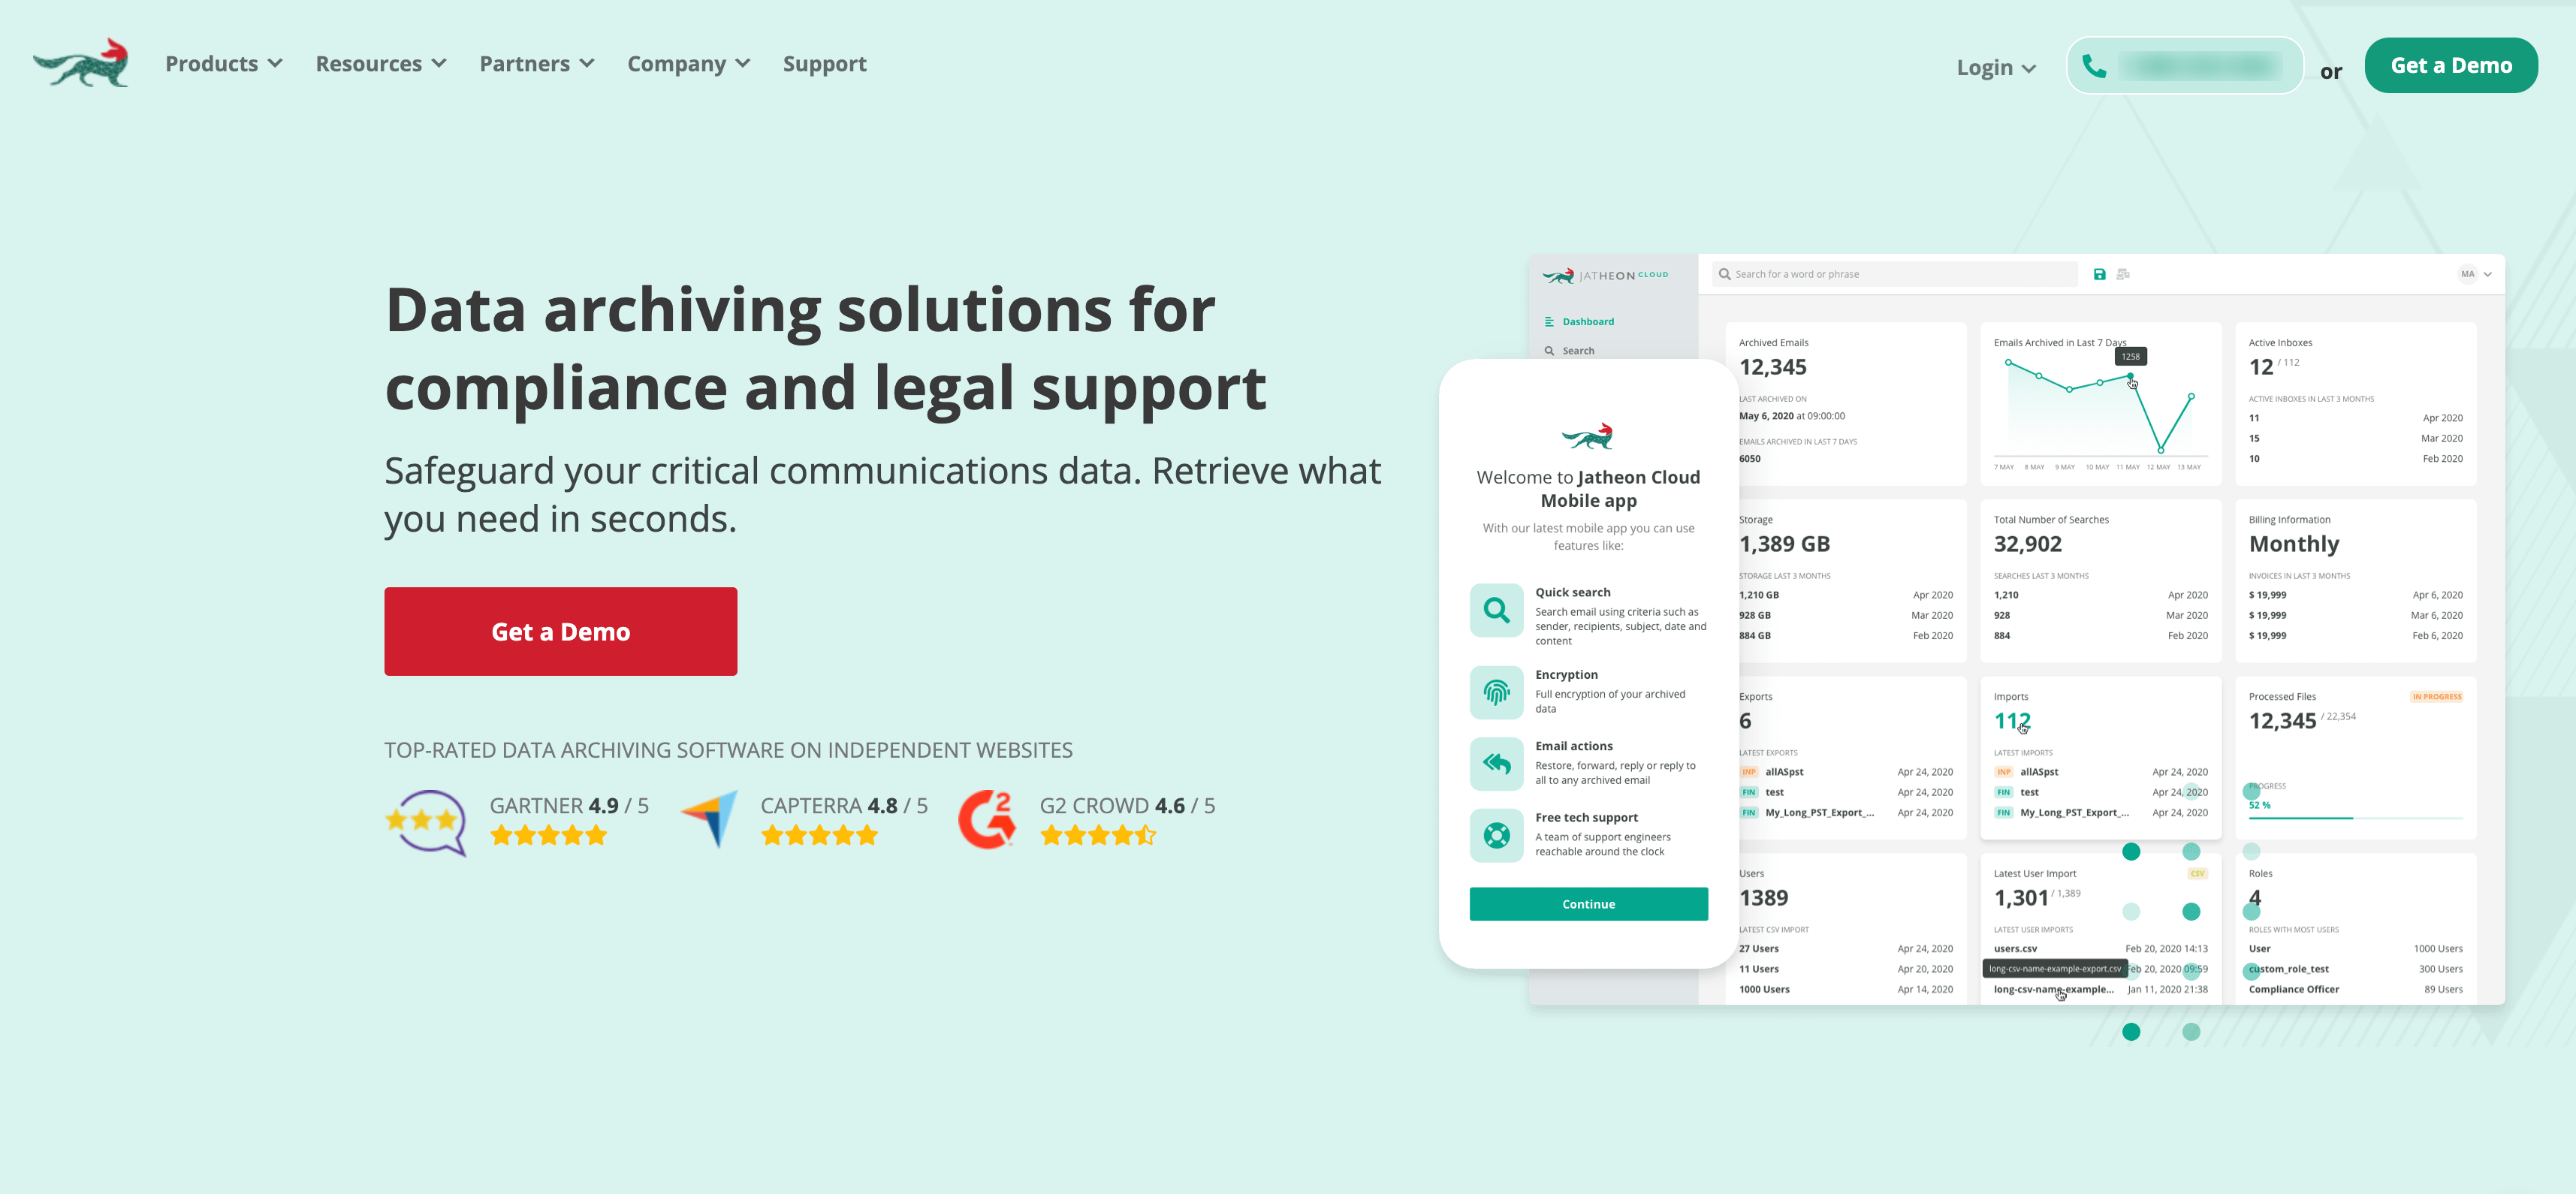 Products
Resources
Partners
Company
Support
Login
or
Get a Demo
Data archiving solutions for
compliance and legal support
Safeguard your critical communications data. Retrieve what
you need in seconds.
Get a Demo
TOP-RATED DATA ARCHIVING SOFTWARE ON INDEPENDENT WEBSITES
GARTNER 4.9 / 5
CAPTERRA 4.8 / 5
G2 CROWD 4.6 / 5
JATHEON CLOUD
Search for a word or phrase
MA
Dashboard
Search
Welcome to Jatheon Cloud
Mobile app
With our latest mobile app you can use
features like:
Quick search
Search email using criteria such as
sender, recipients, subject, date and
content
Encryption
Full encryption of your archived
data
Email actions
Restore, forward, reply or reply to
all to any archived email
Free tech support
A team of support engineers
reachable around the clock
Continue
Archived Emails
12,345
LAST ARCHIVED ON
May 6, 2020 at 09:00:00
EMAILS ARCHIVED IN LAST 7 DAYS
6050
Emails Archived in Last 7 Days
1258
7 MAY 8 MAY 9 MAY 10 MAY 11 MAY 12 MAY 13 MAY
Active Inboxes
12 / 112
ACTIVE INBOXES IN LAST 3 MONTHS
11 Apr 2020
15 Mar 2020
10 Feb 2020
Storage
1,389 GB
STORAGE LAST 3 MONTHS
1,210 GB Apr 2020
928 GB Mar 2020
884 GB Feb 2020
Total Number of Searches
32,902
SEARCHES LAST 3 MONTHS
1,210 Apr 2020
928 Mar 2020
884 Feb 2020
Billing Information
Monthly
INVOICES IN LAST 3 MONTHS
$ 19,999 Apr 6, 2020
$ 19,999 Mar 6, 2020
$ 19,999 Feb 6, 2020
Exports
6
LATEST EXPORTS
INP allASpst Apr 24, 2020
FIN test Apr 24, 2020
FIN My_Long_PST_Export_... Apr 24, 2020
Imports
112
LATEST IMPORTS
INP allASpst Apr 24, 2020
FIN test Apr 24, 2020
FIN My_Long_PST_Export_... Apr 24, 2020
Processed Files IN PROGRESS
12,345 / 22,354
PROGRESS
52 %
Users
1389
LATEST CSV IMPORT
27 Users Apr 24, 2020
11 Users Apr 20, 2020
1000 Users Apr 14, 2020
Latest User Import CSV
1,301 / 1,389
LATEST USER IMPORTS
users.csv Feb 20, 2020 14:13
long-csv-name-example-export.csv Feb 20, 2020 09:59
long-csv-name-example... Jan 11, 2020 21:38
Roles
4
ROLES WITH MOST USERS
User 1000 Users
custom_role_test 300 Users
Compliance Officer 89 Users